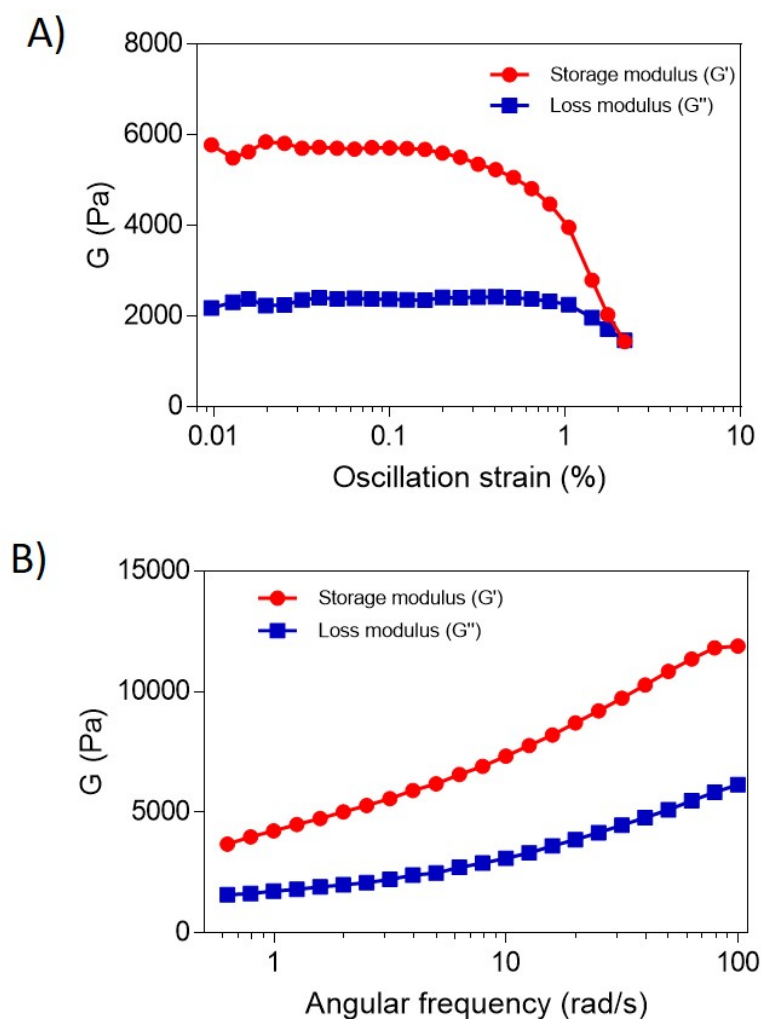 A)
8000
6000
4000
2000
0
G (Pa)
Storage modulus (G')
Loss modulus (G")
0.01 0.1 1 10
Oscillation strain (%)
B)
15000
10000
5000
0
G (Pa)
Storage modulus (G')
Loss modulus (G")
1 10 100
Angular frequency (rad/s)